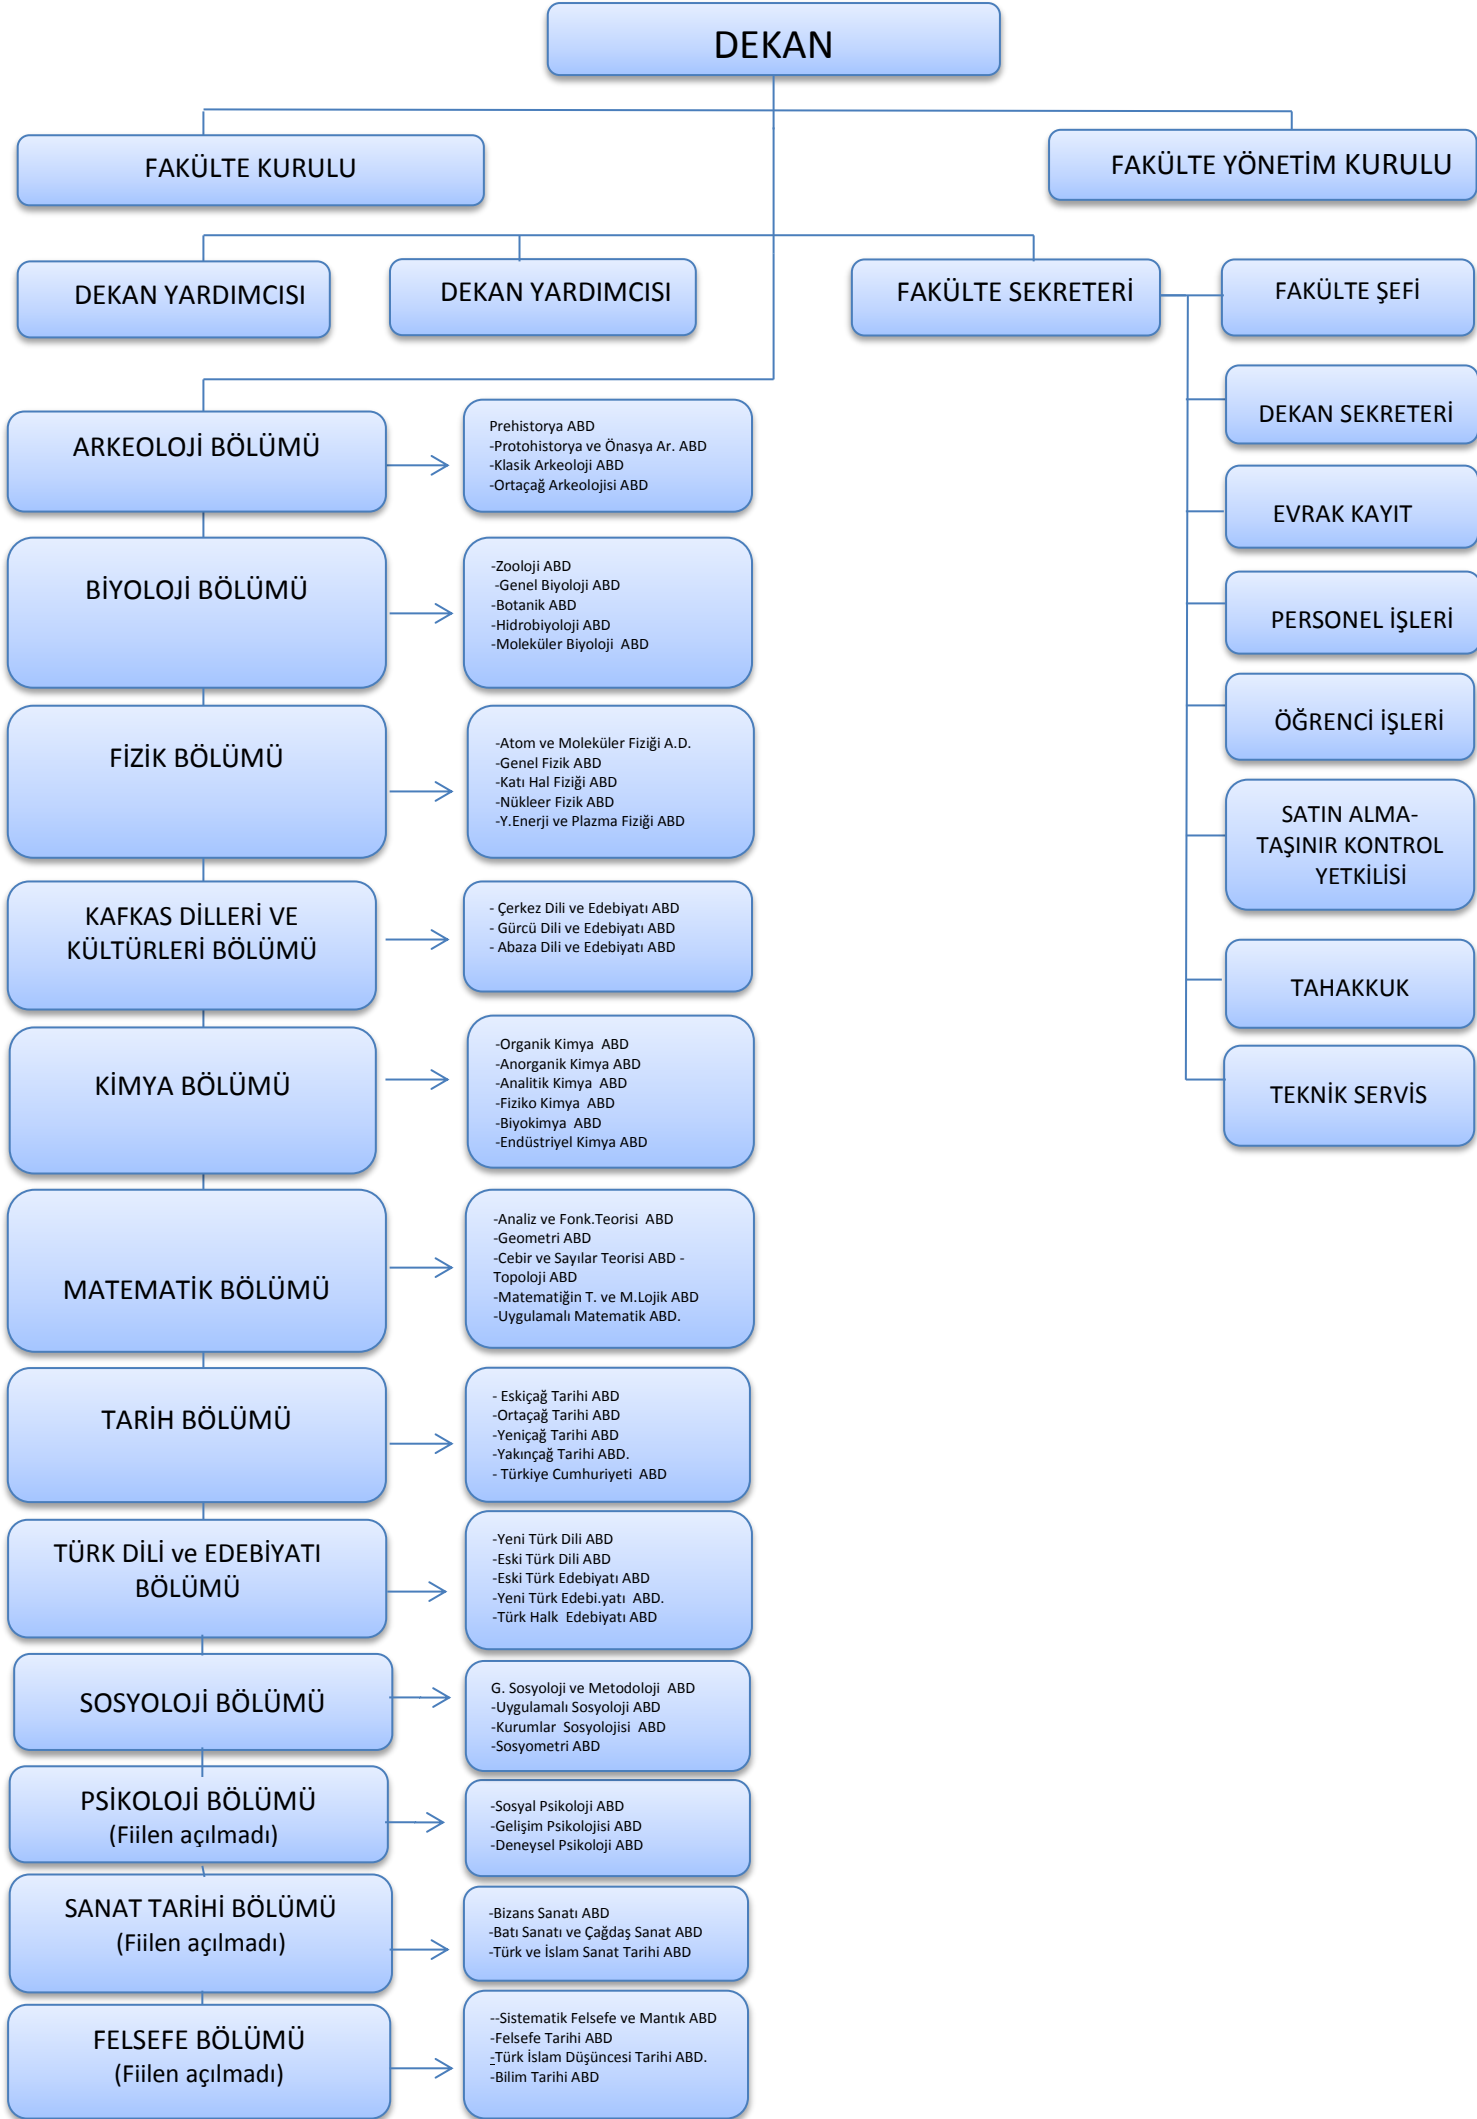 DEKAN
FAKÜLTE KURULU
FAKÜLTE YÖNETİM KURULU
DEKAN YARDIMCISI
DEKAN YARDIMCISI
FAKÜLTE SEKRETERİ
FAKÜLTE ŞEFİ
DEKAN SEKRETERİ
EVRAK KAYIT
PERSONEL İŞLERİ
ÖĞRENCİ İŞLERİ
SATIN ALMA-
TAŞINIR KONTROL
YETKİLİSİ
TAHAKKUK
TEKNİK SERVİS
ARKEOLOJİ BÖLÜMÜ
Prehistorya ABD
-Protohistorya ve Önasya Ar. ABD
-Klasik Arkeoloji ABD
-Ortaçağ Arkeolojisi ABD
BİYOLOJİ BÖLÜMÜ
-Zooloji ABD
-Genel Biyoloji ABD
-Botanik ABD
-Hidrobiyoloji ABD
-Moleküler Biyoloji  ABD
FİZİK BÖLÜMÜ
-Atom ve Moleküler Fiziği A.D.
-Genel Fizik ABD
-Katı Hal Fiziği ABD
-Nükleer Fizik ABD
-Y.Enerji ve Plazma Fiziği ABD
KAFKAS DİLLERİ VE
KÜLTÜRLERİ BÖLÜMÜ
- Çerkez Dili ve Edebiyatı ABD
- Gürcü Dili ve Edebiyatı ABD
- Abaza Dili ve Edebiyatı ABD
KİMYA BÖLÜMÜ
-Organik Kimya  ABD
-Anorganik Kimya ABD
-Analitik Kimya  ABD
-Fiziko Kimya  ABD
-Biyokimya  ABD
-Endüstriyel Kimya ABD
MATEMATİK BÖLÜMÜ
-Analiz ve Fonk.Teorisi  ABD
-Geometri ABD
-Cebir ve Sayılar Teorisi ABD -
Topoloji ABD
-Matematiğin T. ve M.Lojik ABD
-Uygulamalı Matematik ABD.
TARİH BÖLÜMÜ
- Eskiçağ Tarihi ABD
-Ortaçağ Tarihi ABD
-Yeniçağ Tarihi ABD
-Yakınçağ Tarihi ABD.
- Türkiye Cumhuriyeti  ABD
TÜRK DİLİ ve EDEBİYATI
BÖLÜMÜ
-Yeni Türk Dili ABD
-Eski Türk Dili ABD
-Eski Türk Edebiyatı ABD
-Yeni Türk Edebi.yatı  ABD.
-Türk Halk  Edebiyatı ABD
SOSYOLOJİ BÖLÜMÜ
G. Sosyoloji ve Metodoloji  ABD
-Uygulamalı Sosyoloji ABD
-Kurumlar  Sosyolojisi  ABD
-Sosyometri ABD
PSİKOLOJİ BÖLÜMÜ
(Fiilen açılmadı)
-Sosyal Psikoloji ABD
-Gelişim Psikolojisi ABD
-Deneysel Psikoloji ABD
SANAT TARİHİ BÖLÜMÜ
(Fiilen açılmadı)
-Bizans Sanatı ABD
-Batı Sanatı ve Çağdaş Sanat ABD
-Türk ve İslam Sanat Tarihi ABD
FELSEFE BÖLÜMÜ
(Fiilen açılmadı)
--Sistematik Felsefe ve Mantık ABD
-Felsefe Tarihi ABD
-Türk İslam Düşüncesi Tarihi ABD.
-Bilim Tarihi ABD